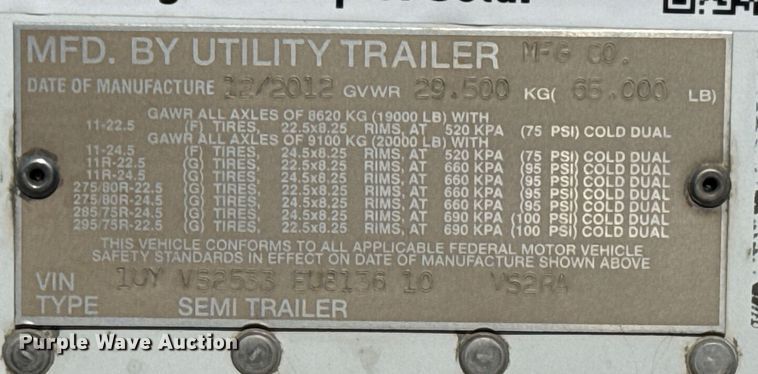 MFD. BY UTILITY TRAILER MFG CO.
DATE OF MANUFACTURE 12/2012 GVWR 29.500 KG( 65.000 LB)
GAWR ALL AXLES OF 8620 KG (19000 LB) WITH
11-22.5 (F) TIRES, 22.5x8.25 RIMS, AT 520 KPA (75 PSI) COLD DUAL
GAWR ALL AXLES OF 9100 KG (20000 LB) WITH
11-24.5 (F) TIRES, 24.5x8.25 RIMS, AT 520 KPA (75 PSI) COLD DUAL
11R-22.5 (G) TIRES, 22.5x8.25 RIMS, AT 660 KPA (95 PSI) COLD DUAL
11R-24.5 (G) TIRES, 24.5x8.25 RIMS, AT 660 KPA (95 PSI) COLD DUAL
275/80R-22.5 (G) TIRES, 22.5x8.25 RIMS, AT 660 KPA (95 PSI) COLD DUAL
275/80R-24.5 (G) TIRES, 24.5x8.25 RIMS, AT 660 KPA (95 PSI) COLD DUAL
285/75R-24.5 (G) TIRES, 24.5x8.25 RIMS, AT 690 KPA (100 PSI) COLD DUAL
295/75R-22.5 (G) TIRES, 22.5x8.25 RIMS, AT 690 KPA (100 PSI) COLD DUAL
THIS VEHICLE CONFORMS TO ALL APPLICABLE FEDERAL MOTOR VEHICLE
SAFETY STANDARDS IN EFFECT ON DATE OF MANUFACTURE SHOWN ABOVE
VIN 1UY VS2533 EU8136 10 VS2RA
TYPE SEMI TRAILER
Purple Wave Auction